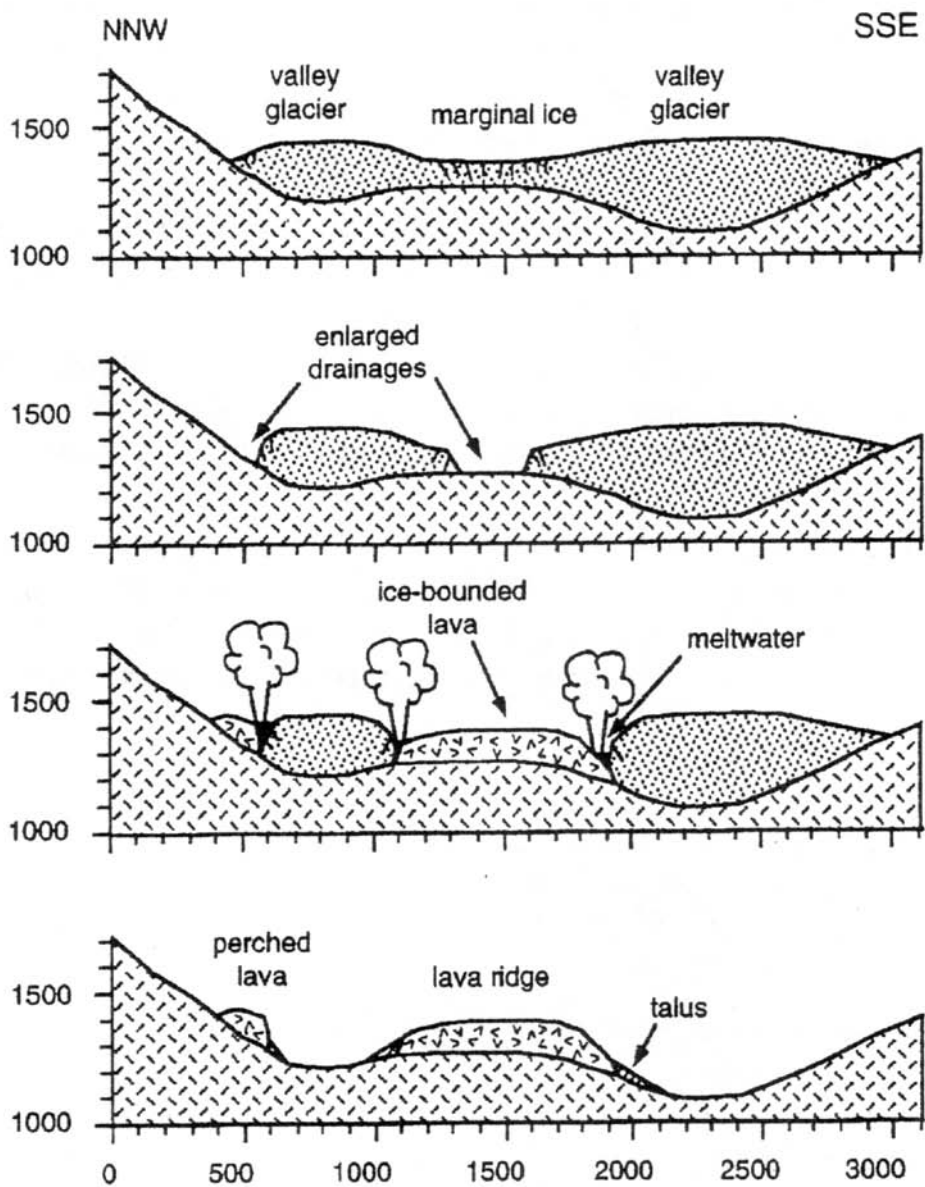 NNW
SSE
valley
glacier
marginal ice
valley
glacier
1500
1000
enlarged
drainages
1500
1000
ice-bounded
lava
meltwater
1500
1000
perched
lava
lava ridge
talus
1500
1000
0 500 1000 1500 2000 2500 3000